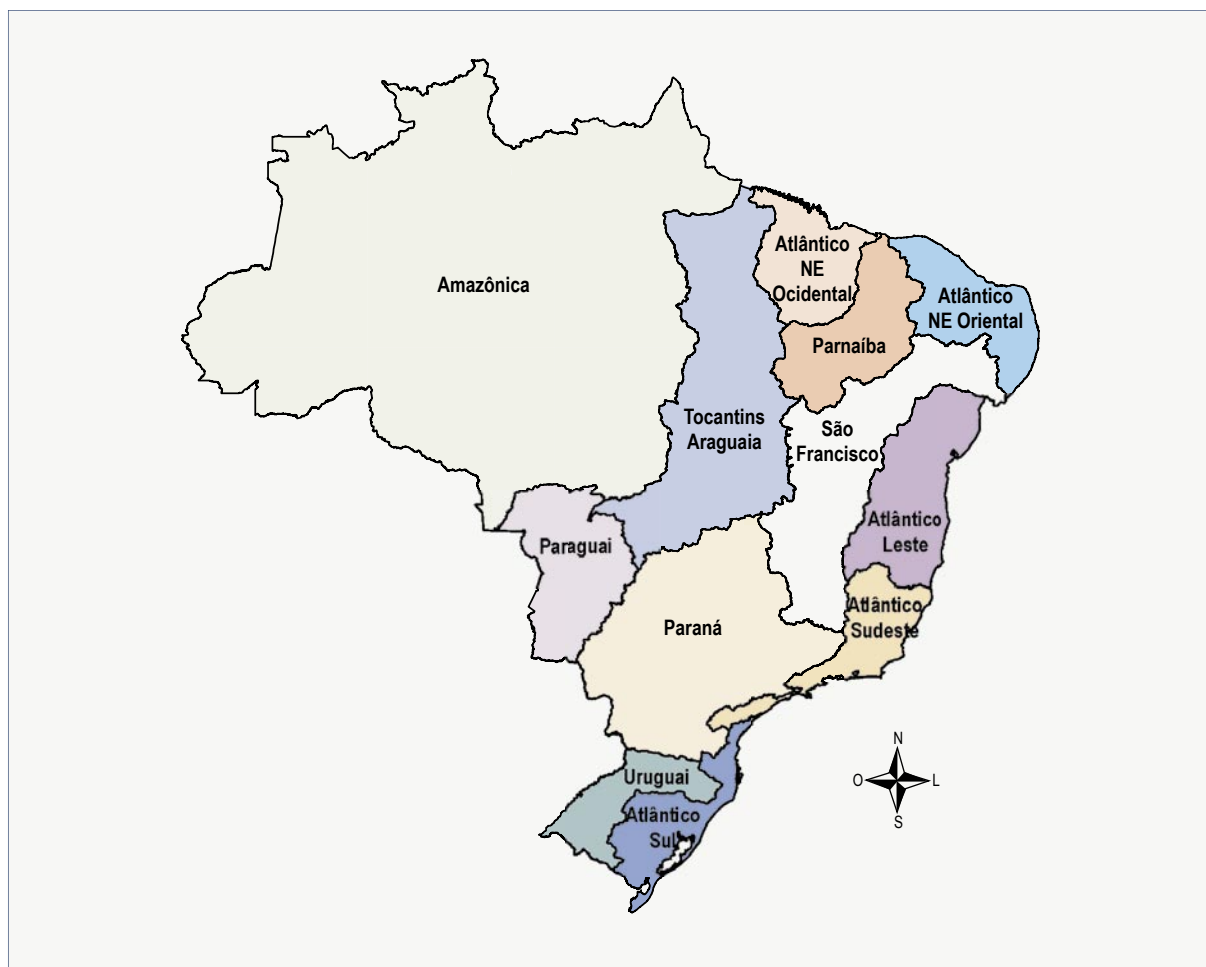 Atlântico
NE
Ocidental
Amazônica
Atlântico
NE Oriental
Parnaíba
Tocantins
Araguaia
São
Francisco
Atlântico
Leste
Paraguai
Atlântico
Sudeste
Paraná
N
O
L
S
Uruguai
Atlântico
Sul